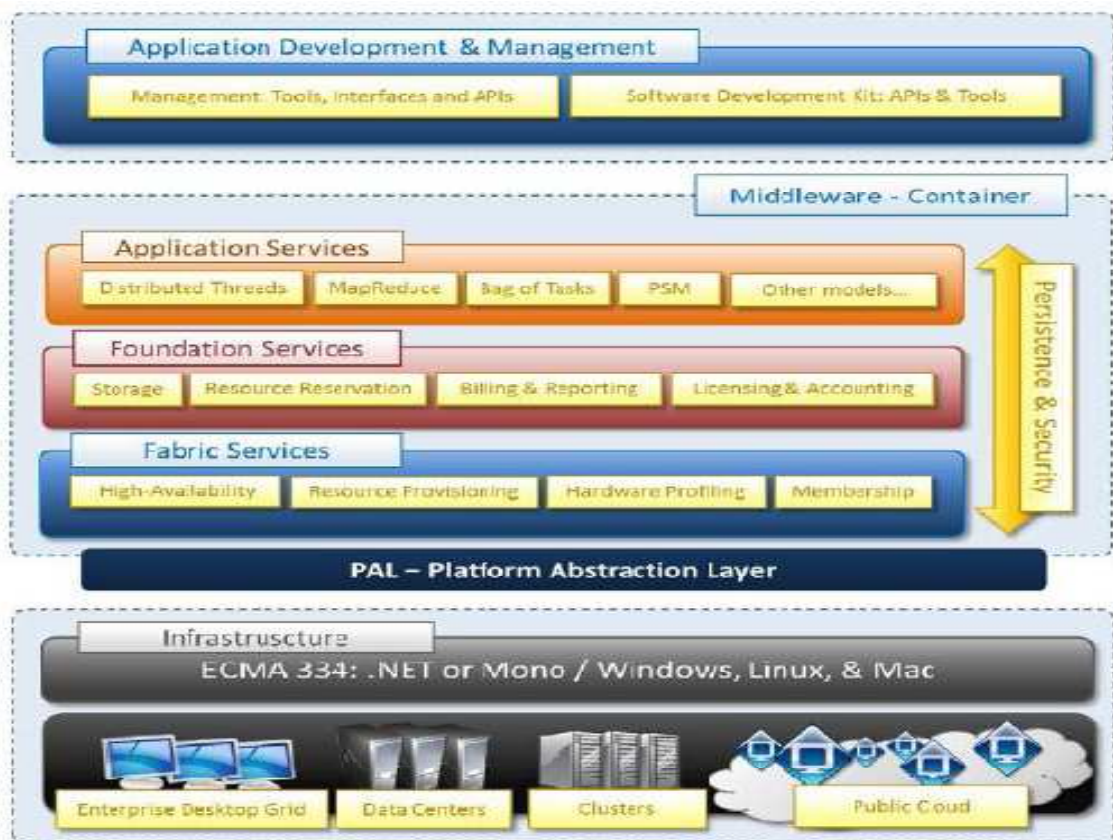 Application Development & Management
Management: Tools, Interfaces and APIs
Software Development Kit: APIs & Tools
Middleware - Container
Application Services
Distributed Threads
MapReduce
Bag of Tasks
PSM
Other models...
Persistence & Security
Foundation Services
Storage
Resource Reservation
Billing & Reporting
Licensing & Accounting
Fabric Services
High-Availability
Resource Provisioning
Hardware Profiling
Membership
PAL – Platform Abstraction Layer
Infrastruscture
ECMA 334: .NET or Mono / Windows, Linux, & Mac
Enterprise Desktop Grid
Data Centers
Clusters
Public Cloud